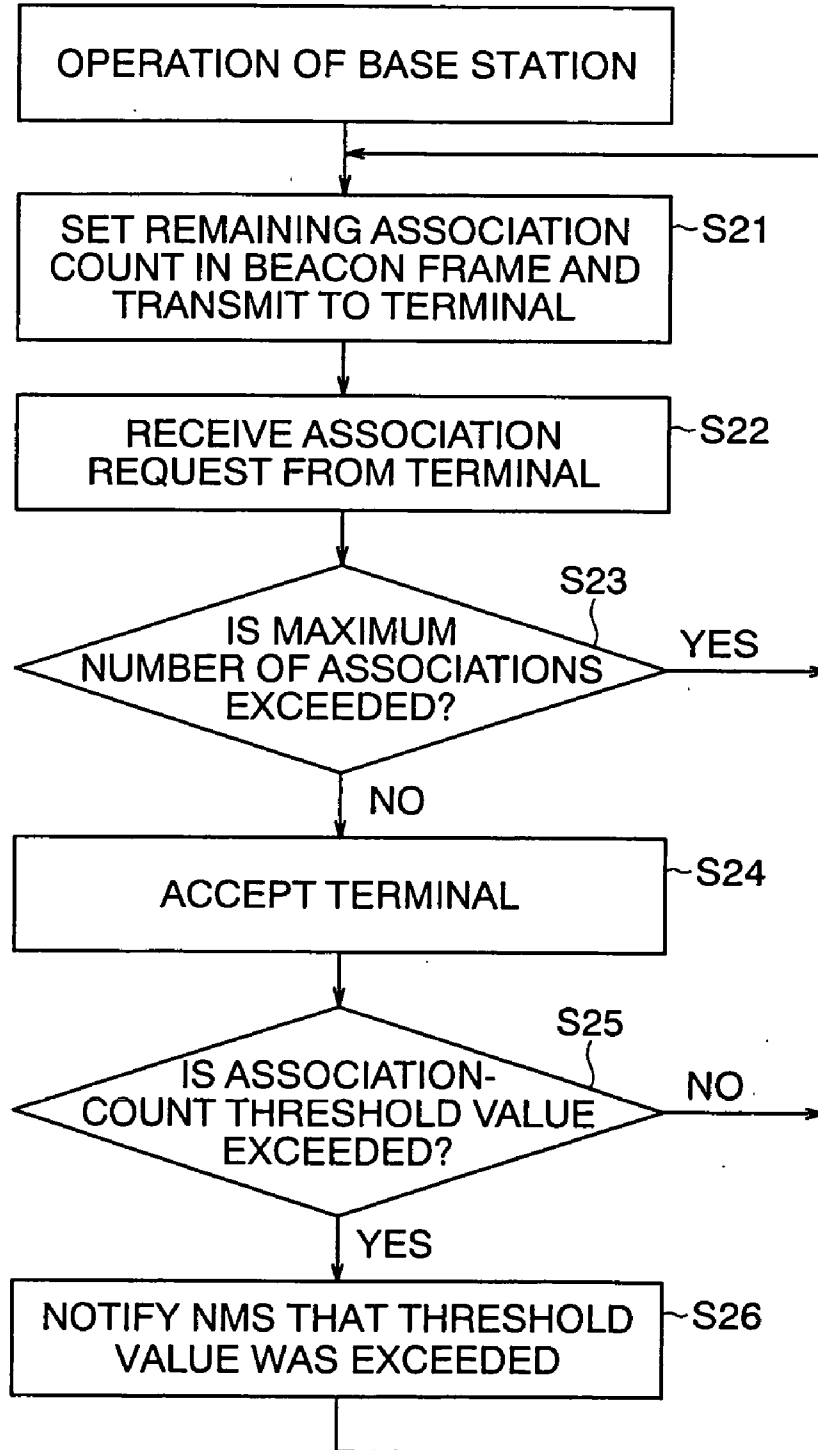 OPERATION OF BASE STATION
SET REMAINING ASSOCIATION
COUNT IN BEACON FRAME AND
TRANSMIT TO TERMINAL
S21
RECEIVE ASSOCIATION
REQUEST FROM TERMINAL
S22
S23
IS MAXIMUM
NUMBER OF ASSOCIATIONS
EXCEEDED?
YES
NO
ACCEPT TERMINAL
S24
S25
IS ASSOCIATION-
COUNT THRESHOLD VALUE
EXCEEDED?
NO
YES
NOTIFY NMS THAT THRESHOLD
VALUE WAS EXCEEDED
S26